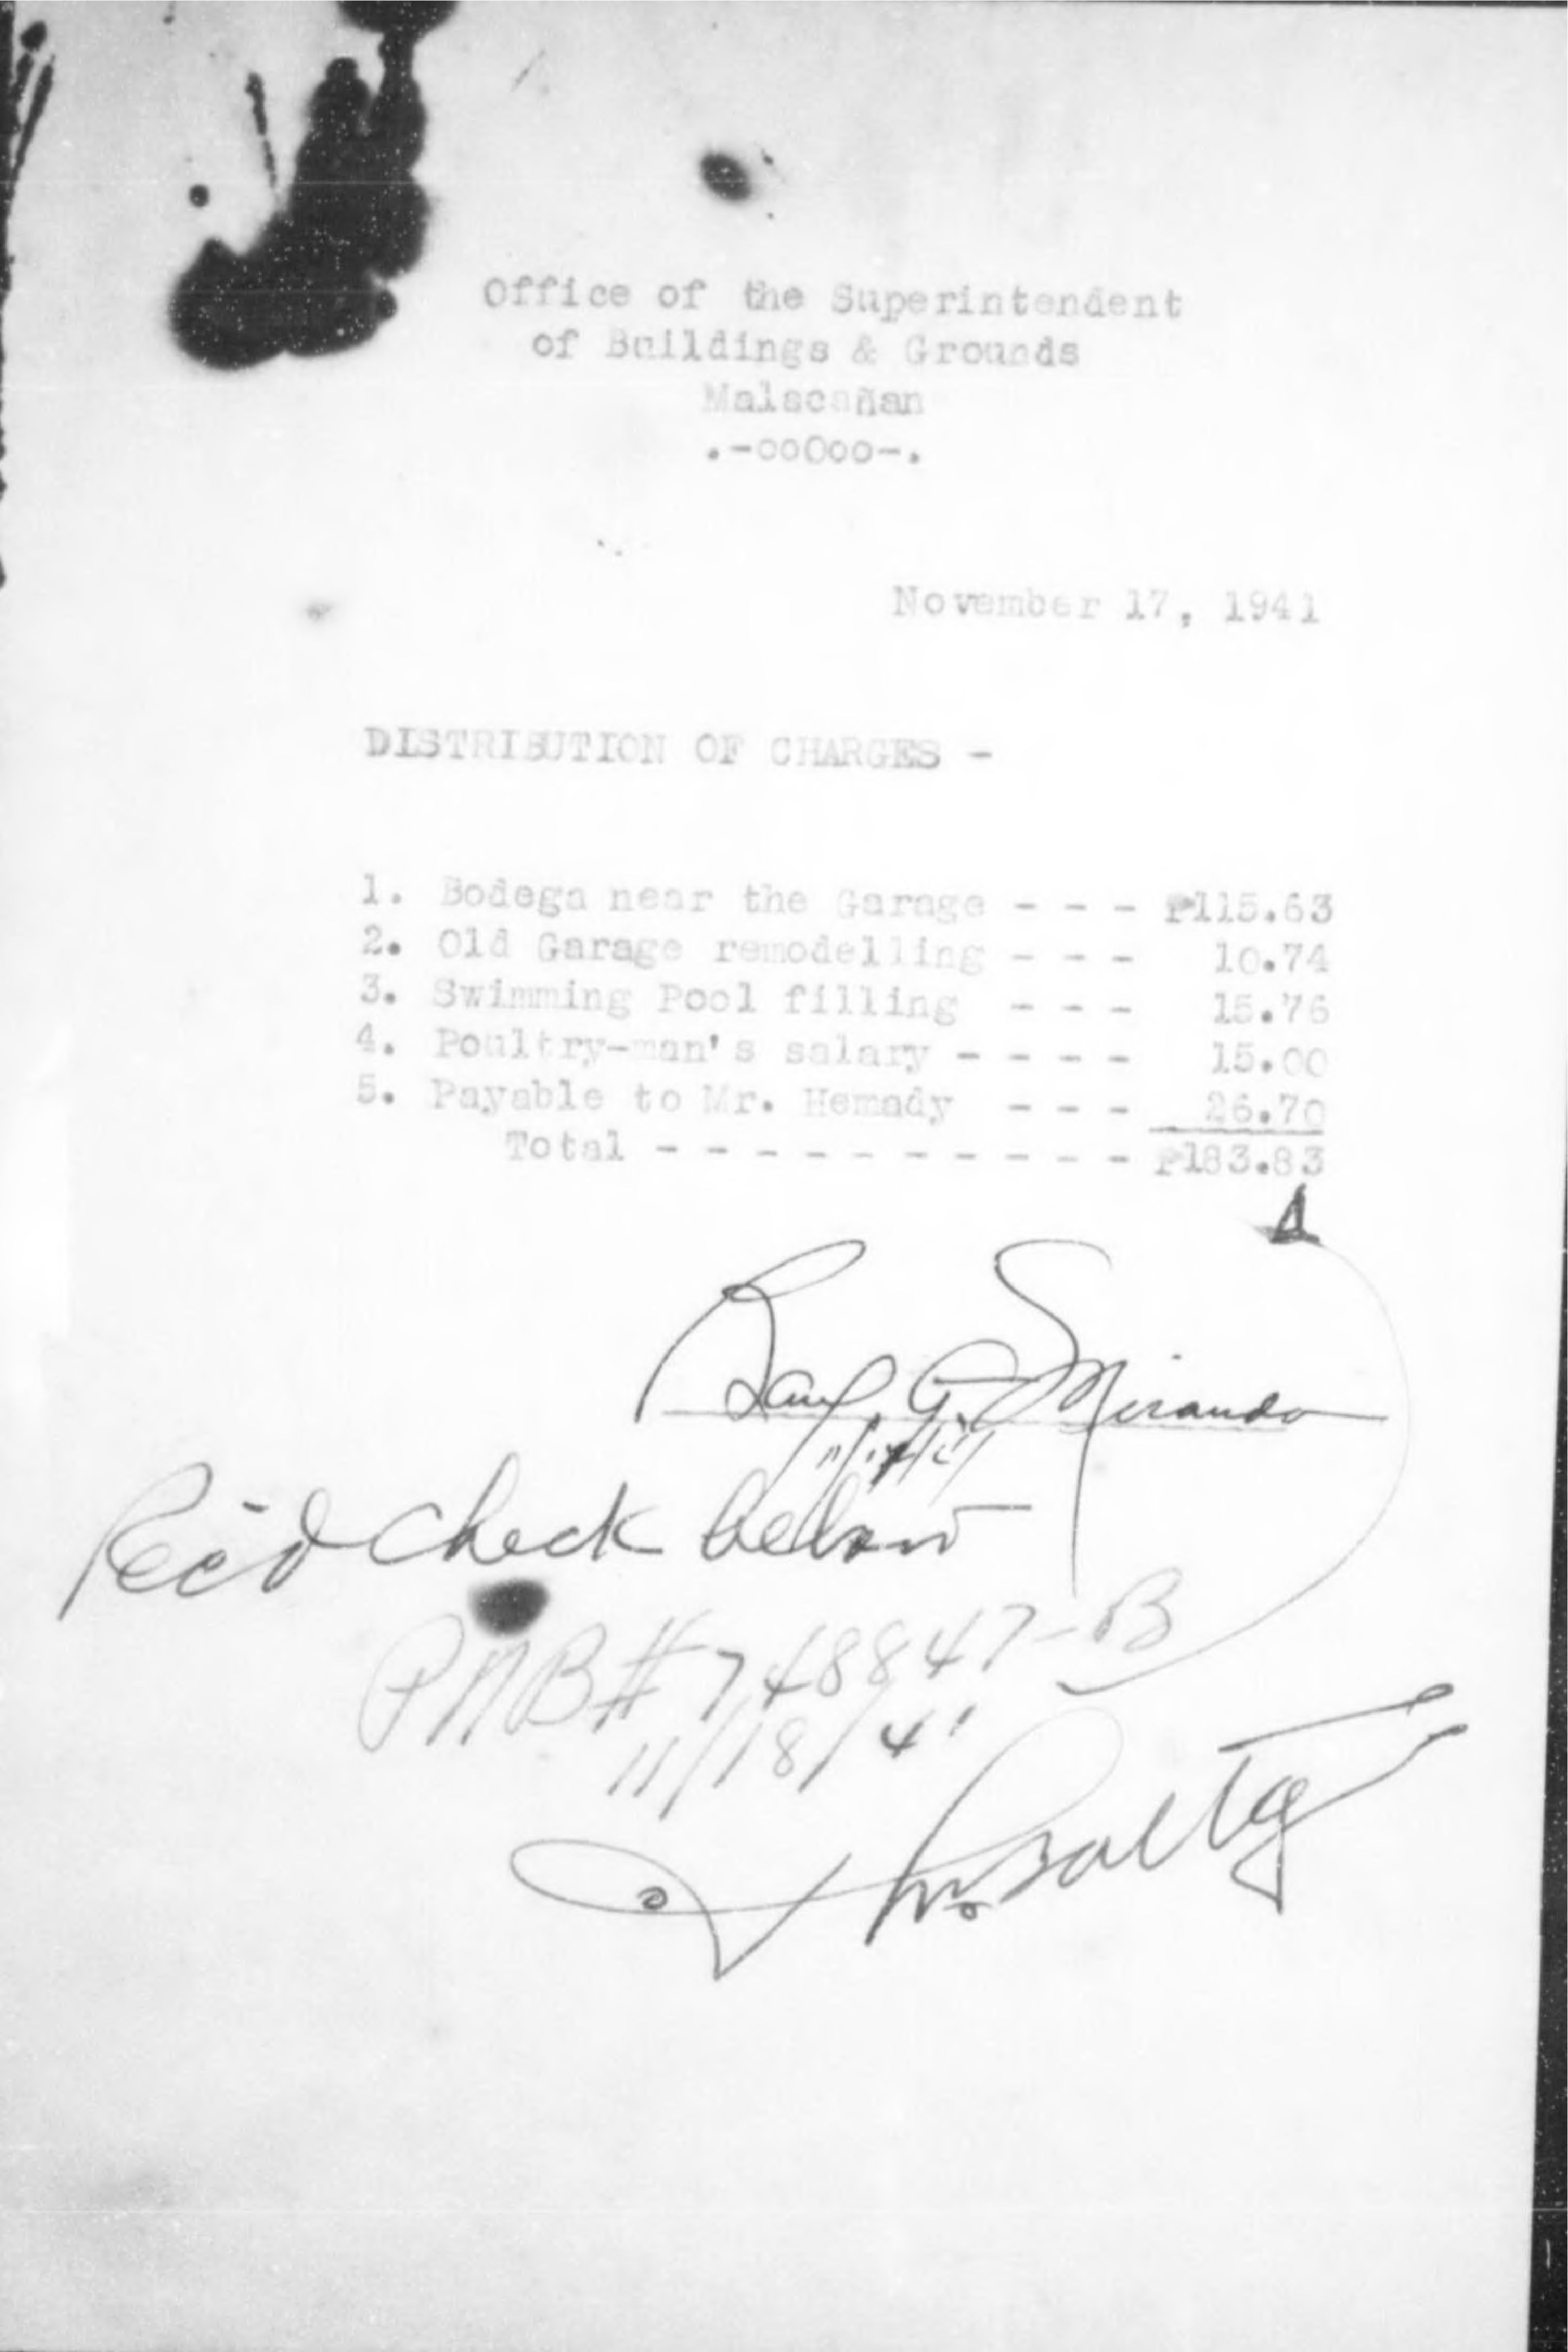 Office of the Superintendent
of Buildings & Grounds
Malacañan
.-ooOoo-.
November 17, 1941
DISTRIBUTION OF CHARGES -
1. Bodega near the Garage - - - ₱115.63
2. Old Garage remodelling - - - 10.74
3. Swimming Pool filling - - - 15.76
4. Poultry-man's salary - - - - 15.00
5. Payable to Mr. Hemady - - - 26.70
Total - - - - - - - - - - ₱183.83
G. Miranda
Rec'd check below
PNB # 748847-B
11/18/41